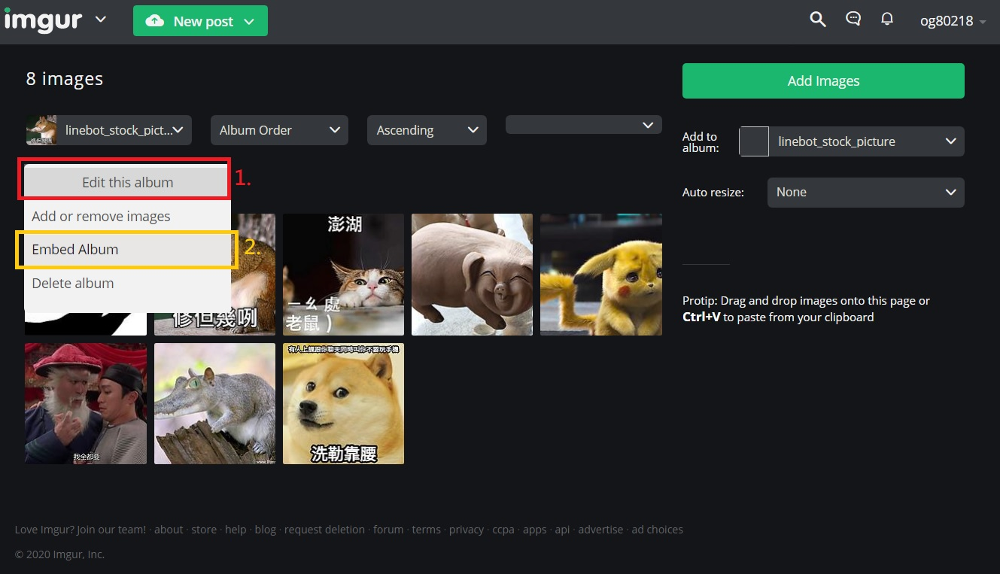 imgur
New post
og80218
8 images
linebot_stock_pict...
Album Order
Ascending
Add Images
Add to
album:
linebot_stock_picture
Auto resize:
None
Edit this album
1.
Add or remove images
Embed Album
2.
Delete album
修但幾咧
澎湖
ㄧ幺處
老鼠)
Protip: Drag and drop images onto this page or
Ctrl+V to paste from your clipboard
我全都要
有人上課跟你聊天同時叫你不要玩手機
洗勒靠腰
Love Imgur? Join our team! · about · store · help · blog · request deletion · forum · terms · privacy · ccpa · apps · api · advertise · ad choices
© 2020 Imgur, Inc.